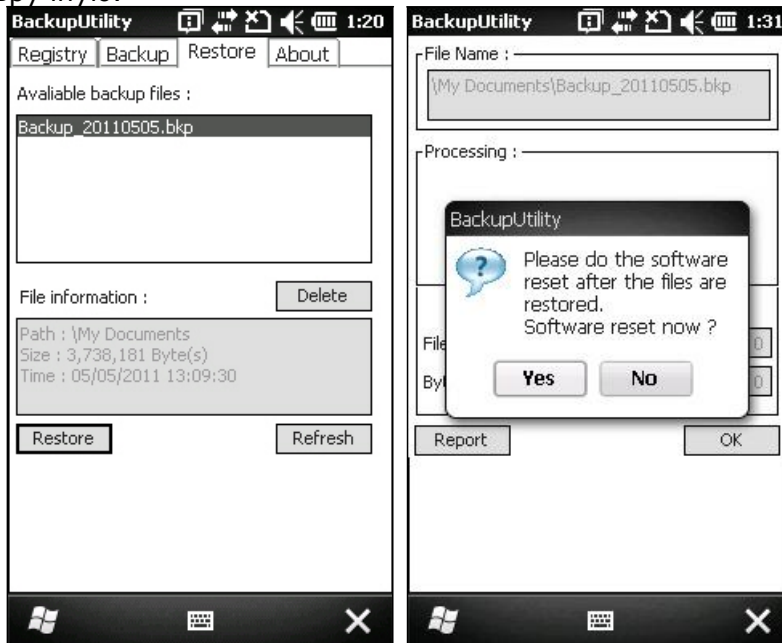 BackupUtility 1:20
Registry Backup Restore About
Avaliable backup files :
Backup_20110505.bkp
File information :
Delete
Path : \My Documents
Size : 3,738,181 Byte(s)
Time : 05/05/2011 13:09:30
Restore Refresh
BackupUtility 1:31
File Name :
\My Documents\Backup_20110505.bkp
Processing :
BackupUtility
Please do the software
reset after the files are
restored.
Software reset now ?
Yes No
File 0
0
Report OK